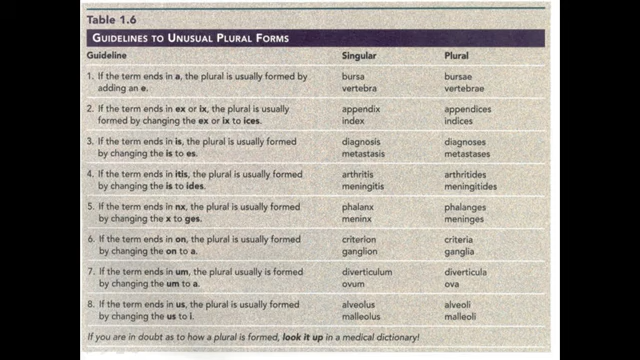 Table 1.6
GUIDELINES TO UNUSUAL PLURAL FORMS
Guideline Singular Plural
1. If the term ends in a, the plural is usually formed by bursa bursae
adding an e. vertebra vertebrae
2. If the term ends in ex or ix, the plural is usually appendix appendices
formed by changing the ex or ix to ices. index indices
3. If the term ends in is, the plural is usually formed diagnosis diagnoses
by changing the is to es. metastasis metastases
4. If the term ends in itis, the plural is usually formed arthritis arthritides
by changing the is to ides. meningitis meningitides
5. If the term ends in nx, the plural is usually formed phalanx phalanges
by changing the x to ges. meninx meninges
6. If the term ends in on, the plural is usually formed criterion criteria
by changing the on to a. ganglion ganglia
7. If the term ends in um, the plural usually is formed diverticulum diverticula
by changing the um to a. ovum ova
8. If the term ends in us, the plural is usually formed alveolus alveoli
by changing the us to i. malleolus malleoli
If you are in doubt as to how a plural is formed, look it up in a medical dictionary!